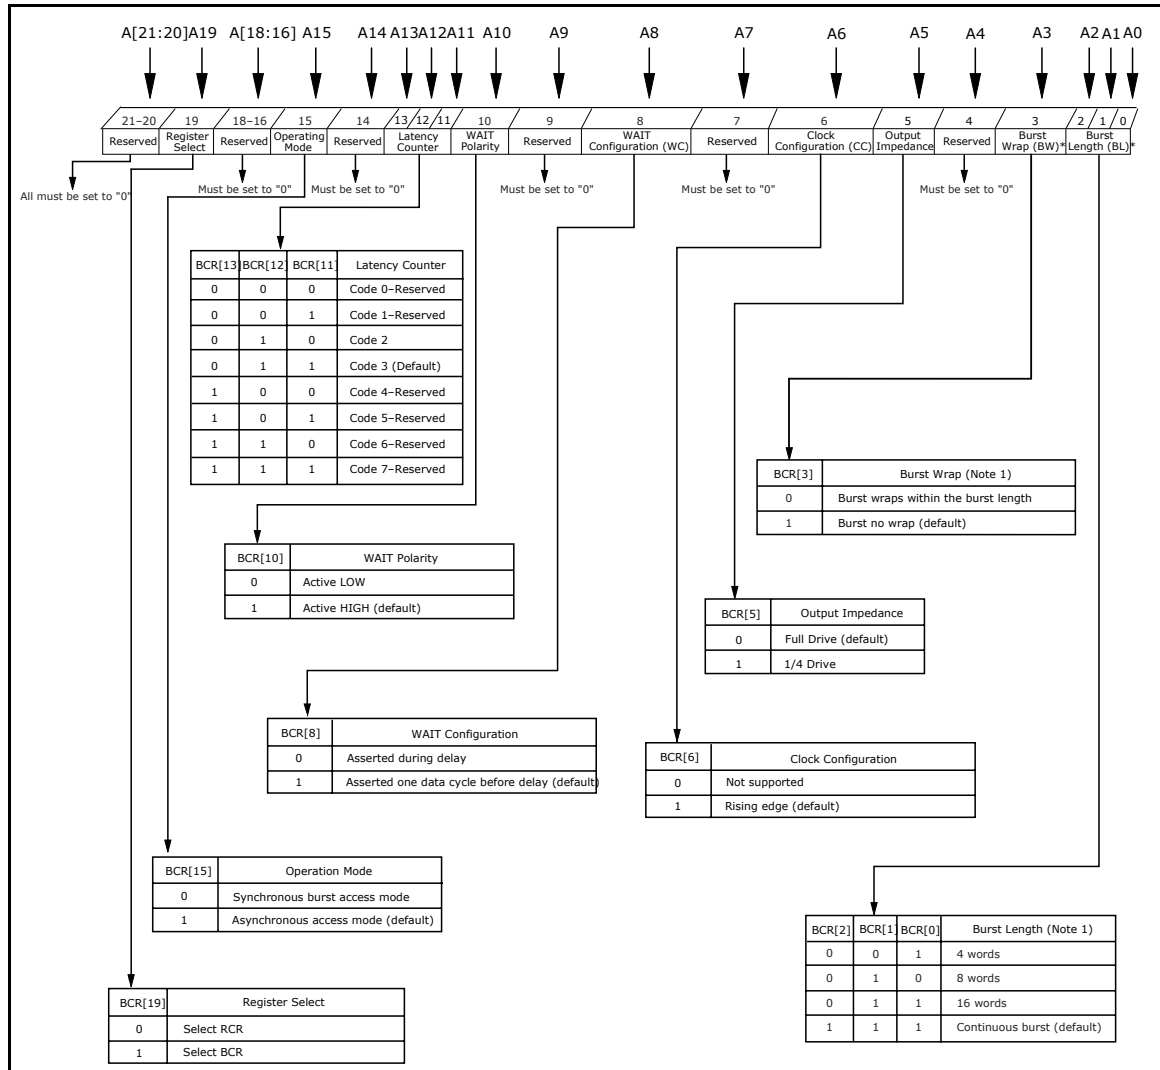 A[21:20] A19 A[18:16] A15 A14 A13 A12 A11 A10 A9 A8 A7 A6 A5 A4 A3 A2 A1 A0
21–20 19 18–16 15 14 13 12 11 10 9 8 7 6 5 4 3 2 1 0
Reserved Register Select Reserved Operating Mode Reserved Latency Counter WAIT Polarity Reserved WAIT Configuration (WC) Reserved Clock Configuration (CC) Output Impedance Reserved Burst Wrap (BW)* Burst Length (BL)*
All must be set to "0" Must be set to "0" Must be set to "0" Must be set to "0" Must be set to "0" Must be set to "0"
BCR[13] BCR[12] BCR[11] Latency Counter
0 0 0 Code 0–Reserved
0 0 1 Code 1–Reserved
0 1 0 Code 2
0 1 1 Code 3 (Default)
1 0 0 Code 4–Reserved
1 0 1 Code 5–Reserved
1 1 0 Code 6–Reserved
1 1 1 Code 7–Reserved
BCR[3] Burst Wrap (Note 1)
0 Burst wraps within the burst length
1 Burst no wrap (default)
BCR[10] WAIT Polarity
0 Active LOW
1 Active HIGH (default)
BCR[5] Output Impedance
0 Full Drive (default)
1 1/4 Drive
BCR[8] WAIT Configuration
0 Asserted during delay
1 Asserted one data cycle before delay (default)
BCR[6] Clock Configuration
0 Not supported
1 Rising edge (default)
BCR[15] Operation Mode
0 Synchronous burst access mode
1 Asynchronous access mode (default)
BCR[2] BCR[1] BCR[0] Burst Length (Note 1)
0 0 1 4 words
0 1 0 8 words
0 1 1 16 words
1 1 1 Continuous burst (default)
BCR[19] Register Select
0 Select RCR
1 Select BCR